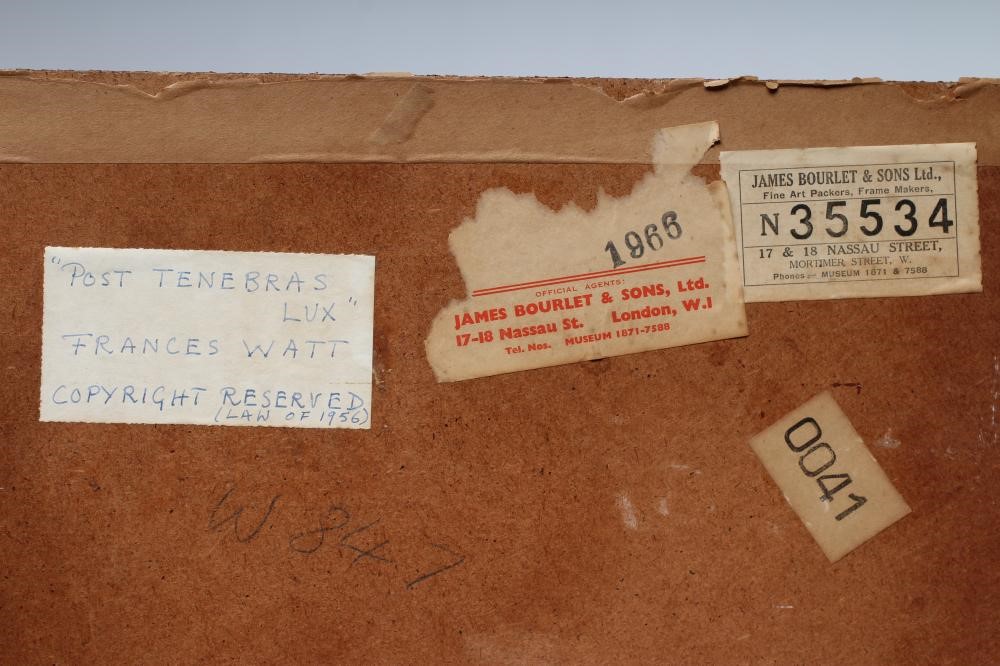 "POST TENEBRAS
LUX"
FRANCES WATT
COPYRIGHT RESERVED
(LAW OF 1956)
1966
OFFICIAL AGENTS:
JAMES BOURLET & SONS, Ltd.
17-18 Nassau St. London, W.1
Tel. Nos. MUSEUM 1871-7588
JAMES BOURLET & SONS Ltd.,
Fine Art Packers, Frame Makers,
N 35534
17 & 18 NASSAU STREET,
MORTIMER STREET, W.
Phones:— MUSEUM 1871 & 7588
0041
W 847